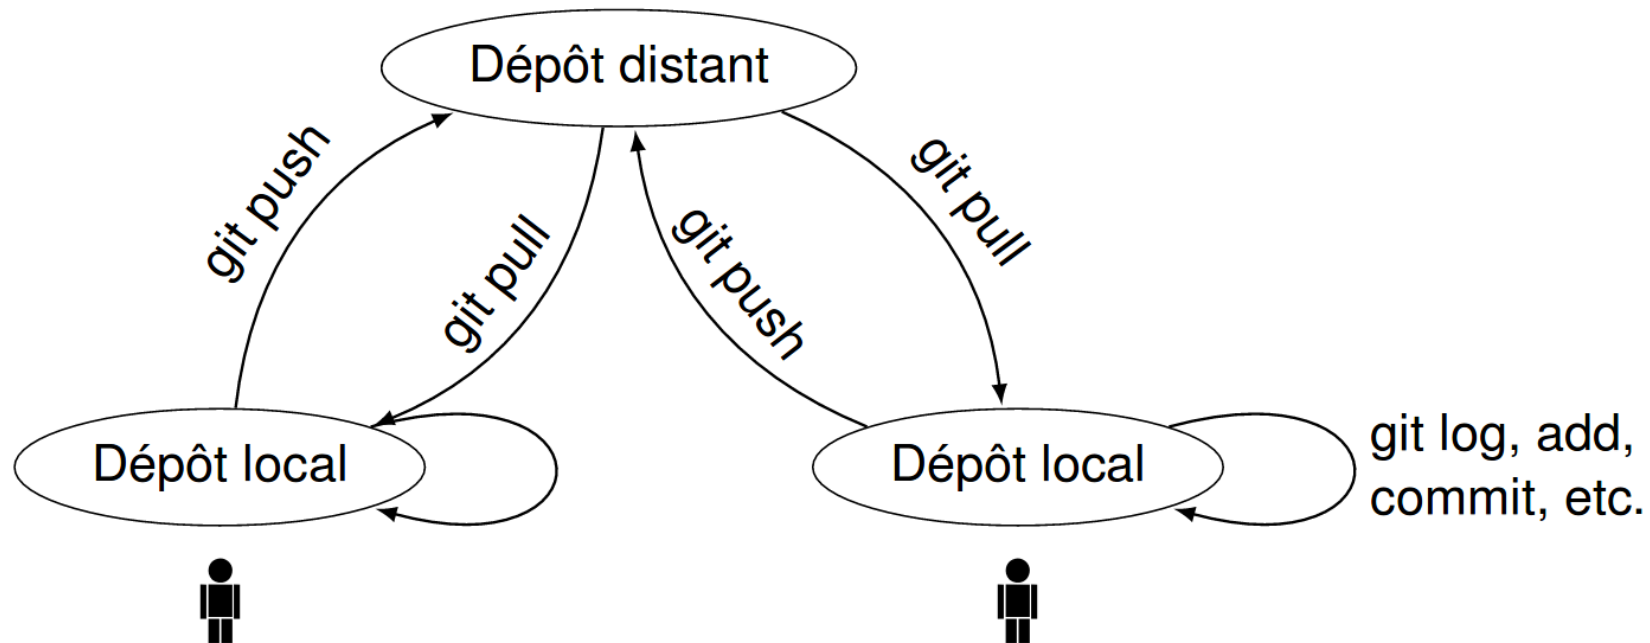 Dépôt distant
git push
git pull
git push
git pull
Dépôt local
Dépôt local
git log, add,
commit, etc.